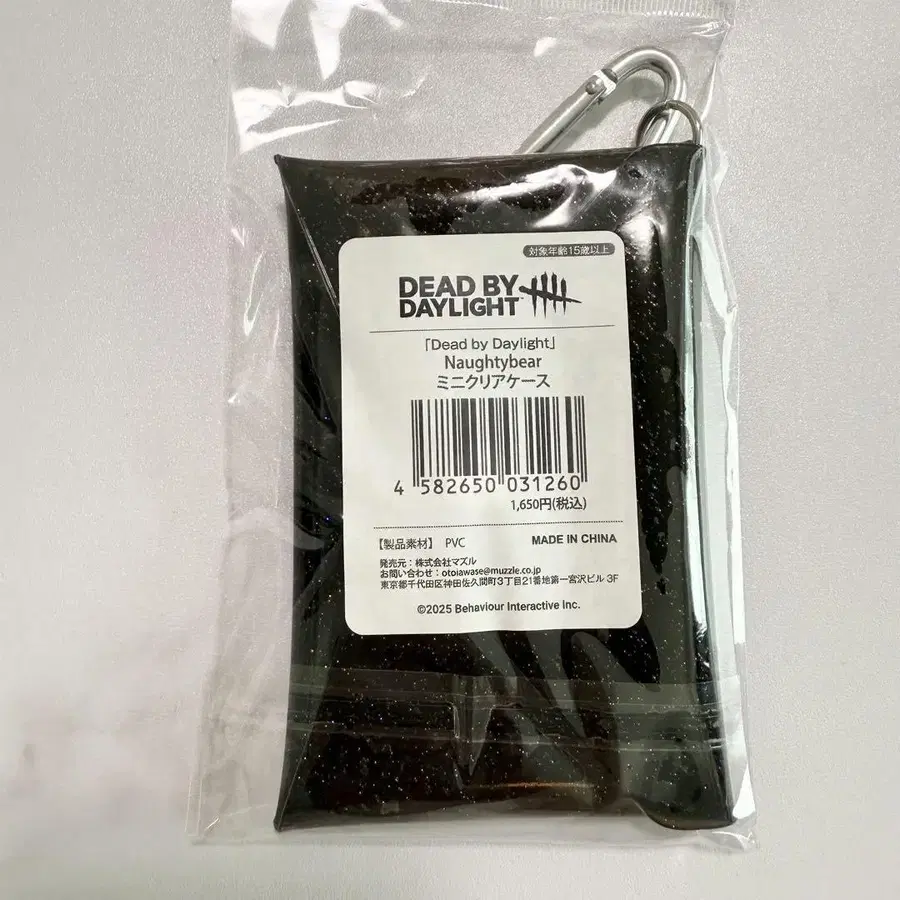 対象年齢15歳以上
DEAD BY
DAYLIGHT™
「Dead by Daylight」
Naughtybear
ミニクリアケース
4 582650 031260
1,650円(税込)
【製品素材】 PVC MADE IN CHINA
発売元:株式会社マズル
お問い合わせ:otoiawase@muzzle.co.jp
東京都千代田区神田佐久間町3丁目21番地第一宮沢ビル 3F
©2025 Behaviour Interactive Inc.